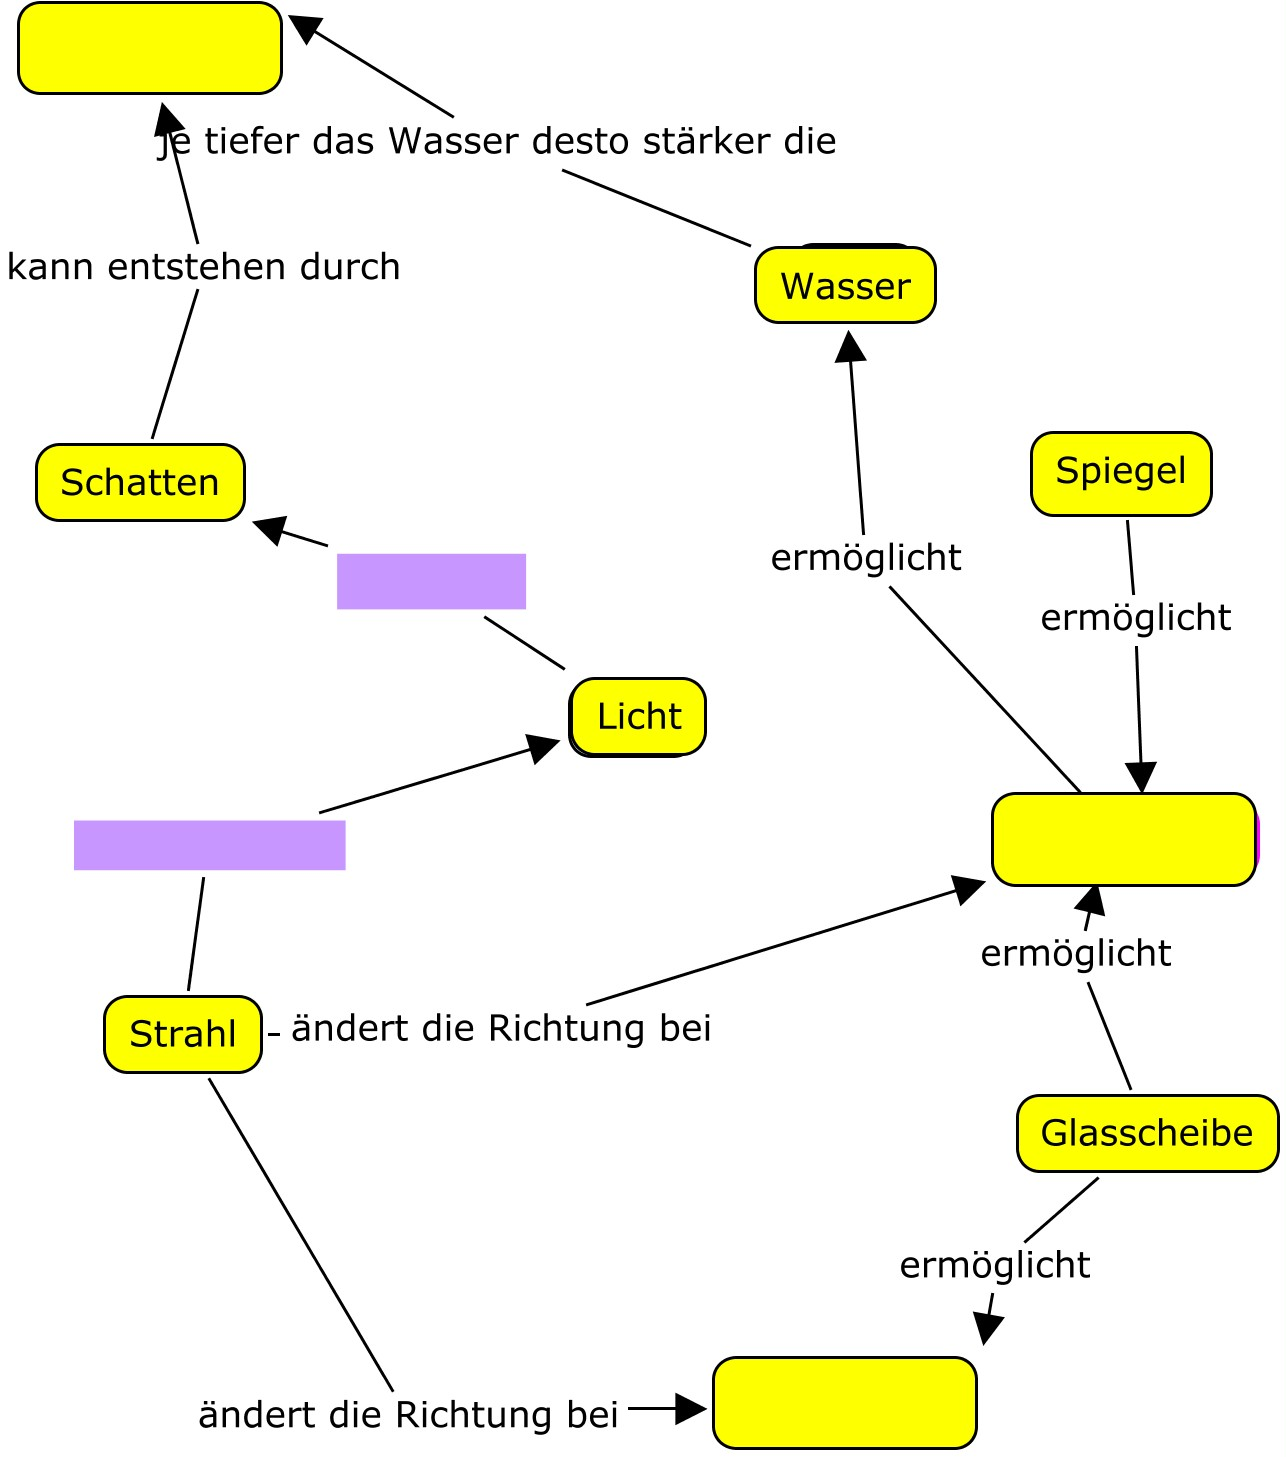 je tiefer das Wasser desto stärker die
kann entstehen durch
Wasser
Spiegel
Schatten
ermöglicht
ermöglicht
Licht
ermöglicht
Strahl
ändert die Richtung bei
Glasscheibe
ermöglicht
ändert die Richtung bei